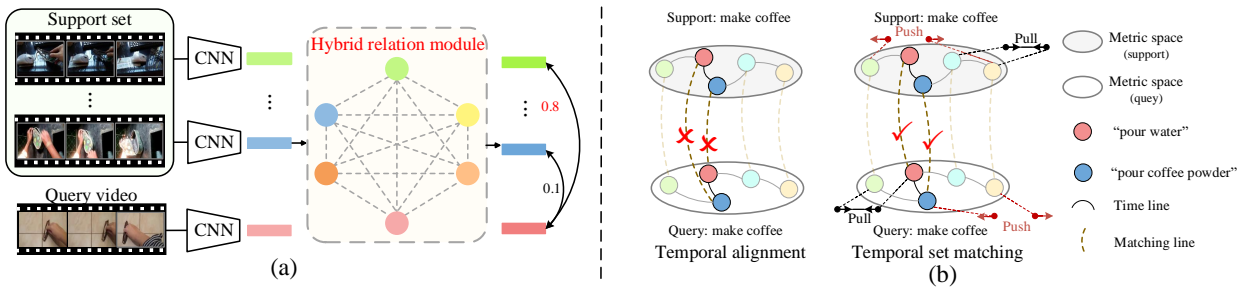 Support set
CNN
CNN
Query video
CNN
Hybrid relation module
0.8
0.1
(a)
Support: make coffee
Query: make coffee
Temporal alignment
Support: make coffee
Push
Pull
Pull
Push
Query: make coffee
Temporal set matching
(b)
Metric space
(support)
Metric space
(quey)
“pour water”
“pour coffee powder”
Time line
Matching line